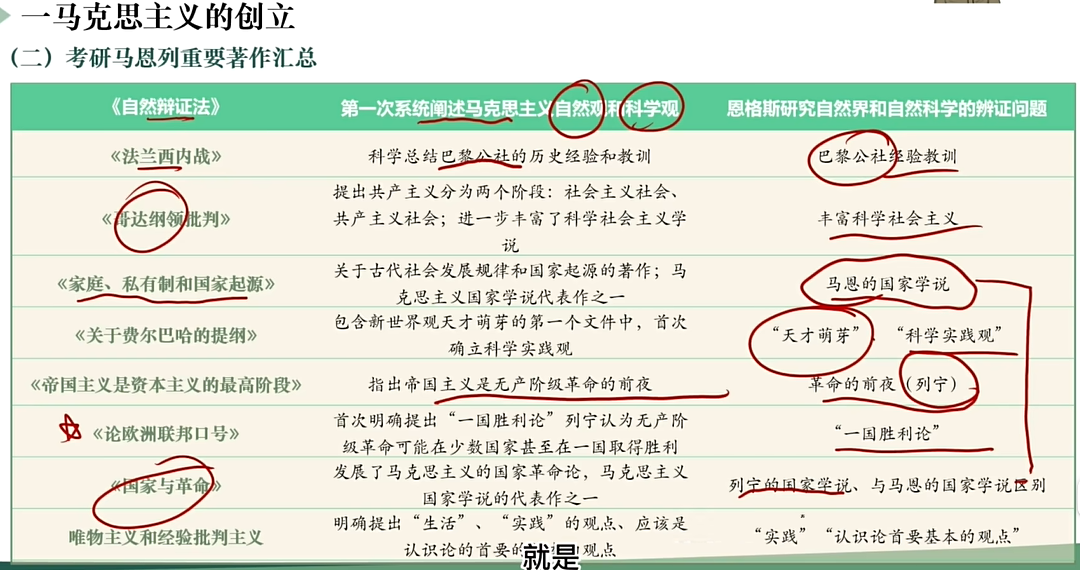 一马克思主义的创立
（二）考研马恩列重要著作汇总
《自然辩证法》 第一次系统阐述马克思主义自然观和科学观 恩格斯研究自然界和自然科学的辩证问题
《法兰西内战》 科学总结巴黎公社的历史经验和教训 巴黎公社经验教训
《哥达纲领批判》
提出共产主义分为两个阶段：社会主义社会、
共产主义社会；进一步丰富了科学社会主义学
说
丰富科学社会主义
《家庭、私有制和国家起源》
关于古代社会发展规律和国家起源的著作；马
克思主义国家学说代表作之一
马恩的国家学说
《关于费尔巴哈的提纲》
包含新世界观天才萌芽的第一个文件中，首次
确立科学实践观
“天才萌芽” “科学实践观”
《帝国主义是资本主义的最高阶段》 指出帝国主义是无产阶级革命的前夜 革命的前夜（列宁）
《论欧洲联邦口号》
首次明确提出“一国胜利论”列宁认为无产阶
级革命可能在少数国家甚至在一国取得胜利
“一国胜利论”
《国家与革命》
发展了马克思主义的国家革命论，马克思主义
国家学说的代表作之一
列宁的国家学说、与马恩的国家学说区别
唯物主义和经验批判主义
明确提出“生活”、“实践”的观点、应该是
认识论的首要的 观点
“实践”“认识论首要基本的观点”
就是